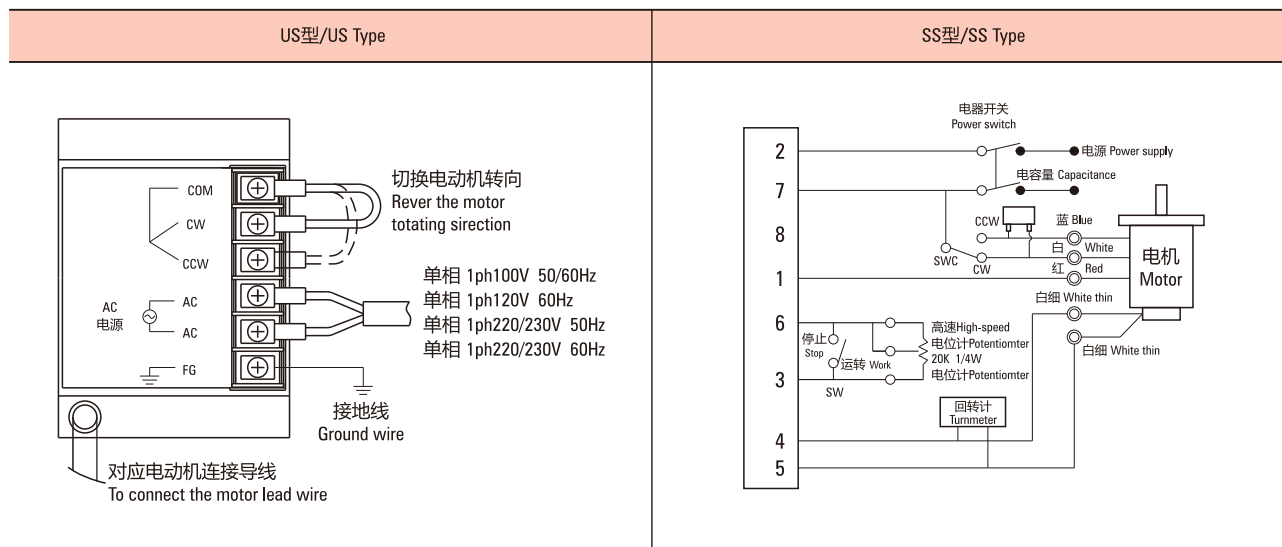 US型/US Type
SS型/SS Type
COM
CW
CCW
AC
电源
AC
AC
FG
切换电动机转向
Rever the motor
totating sirection
单相 1ph100V 50/60Hz
单相 1ph120V 60Hz
单相 1ph220/230V 50Hz
单相 1ph220/230V 60Hz
接地线
Ground wire
对应电动机连接导线
To connect the motor lead wire
电器开关
Power switch
2
电源 Power supply
电容量 Capacitance
7
8
CCW
蓝 Blue
SWC
CW
白 White
1
红 Red
电机
Motor
白细 White thin
6
停止
Stop
运转 Work
高速High-speed
电位计Potentiomter
20K 1/4W
电位计Potentiomter
白细 White thin
3
SW
回转计
Turnmeter
4
5